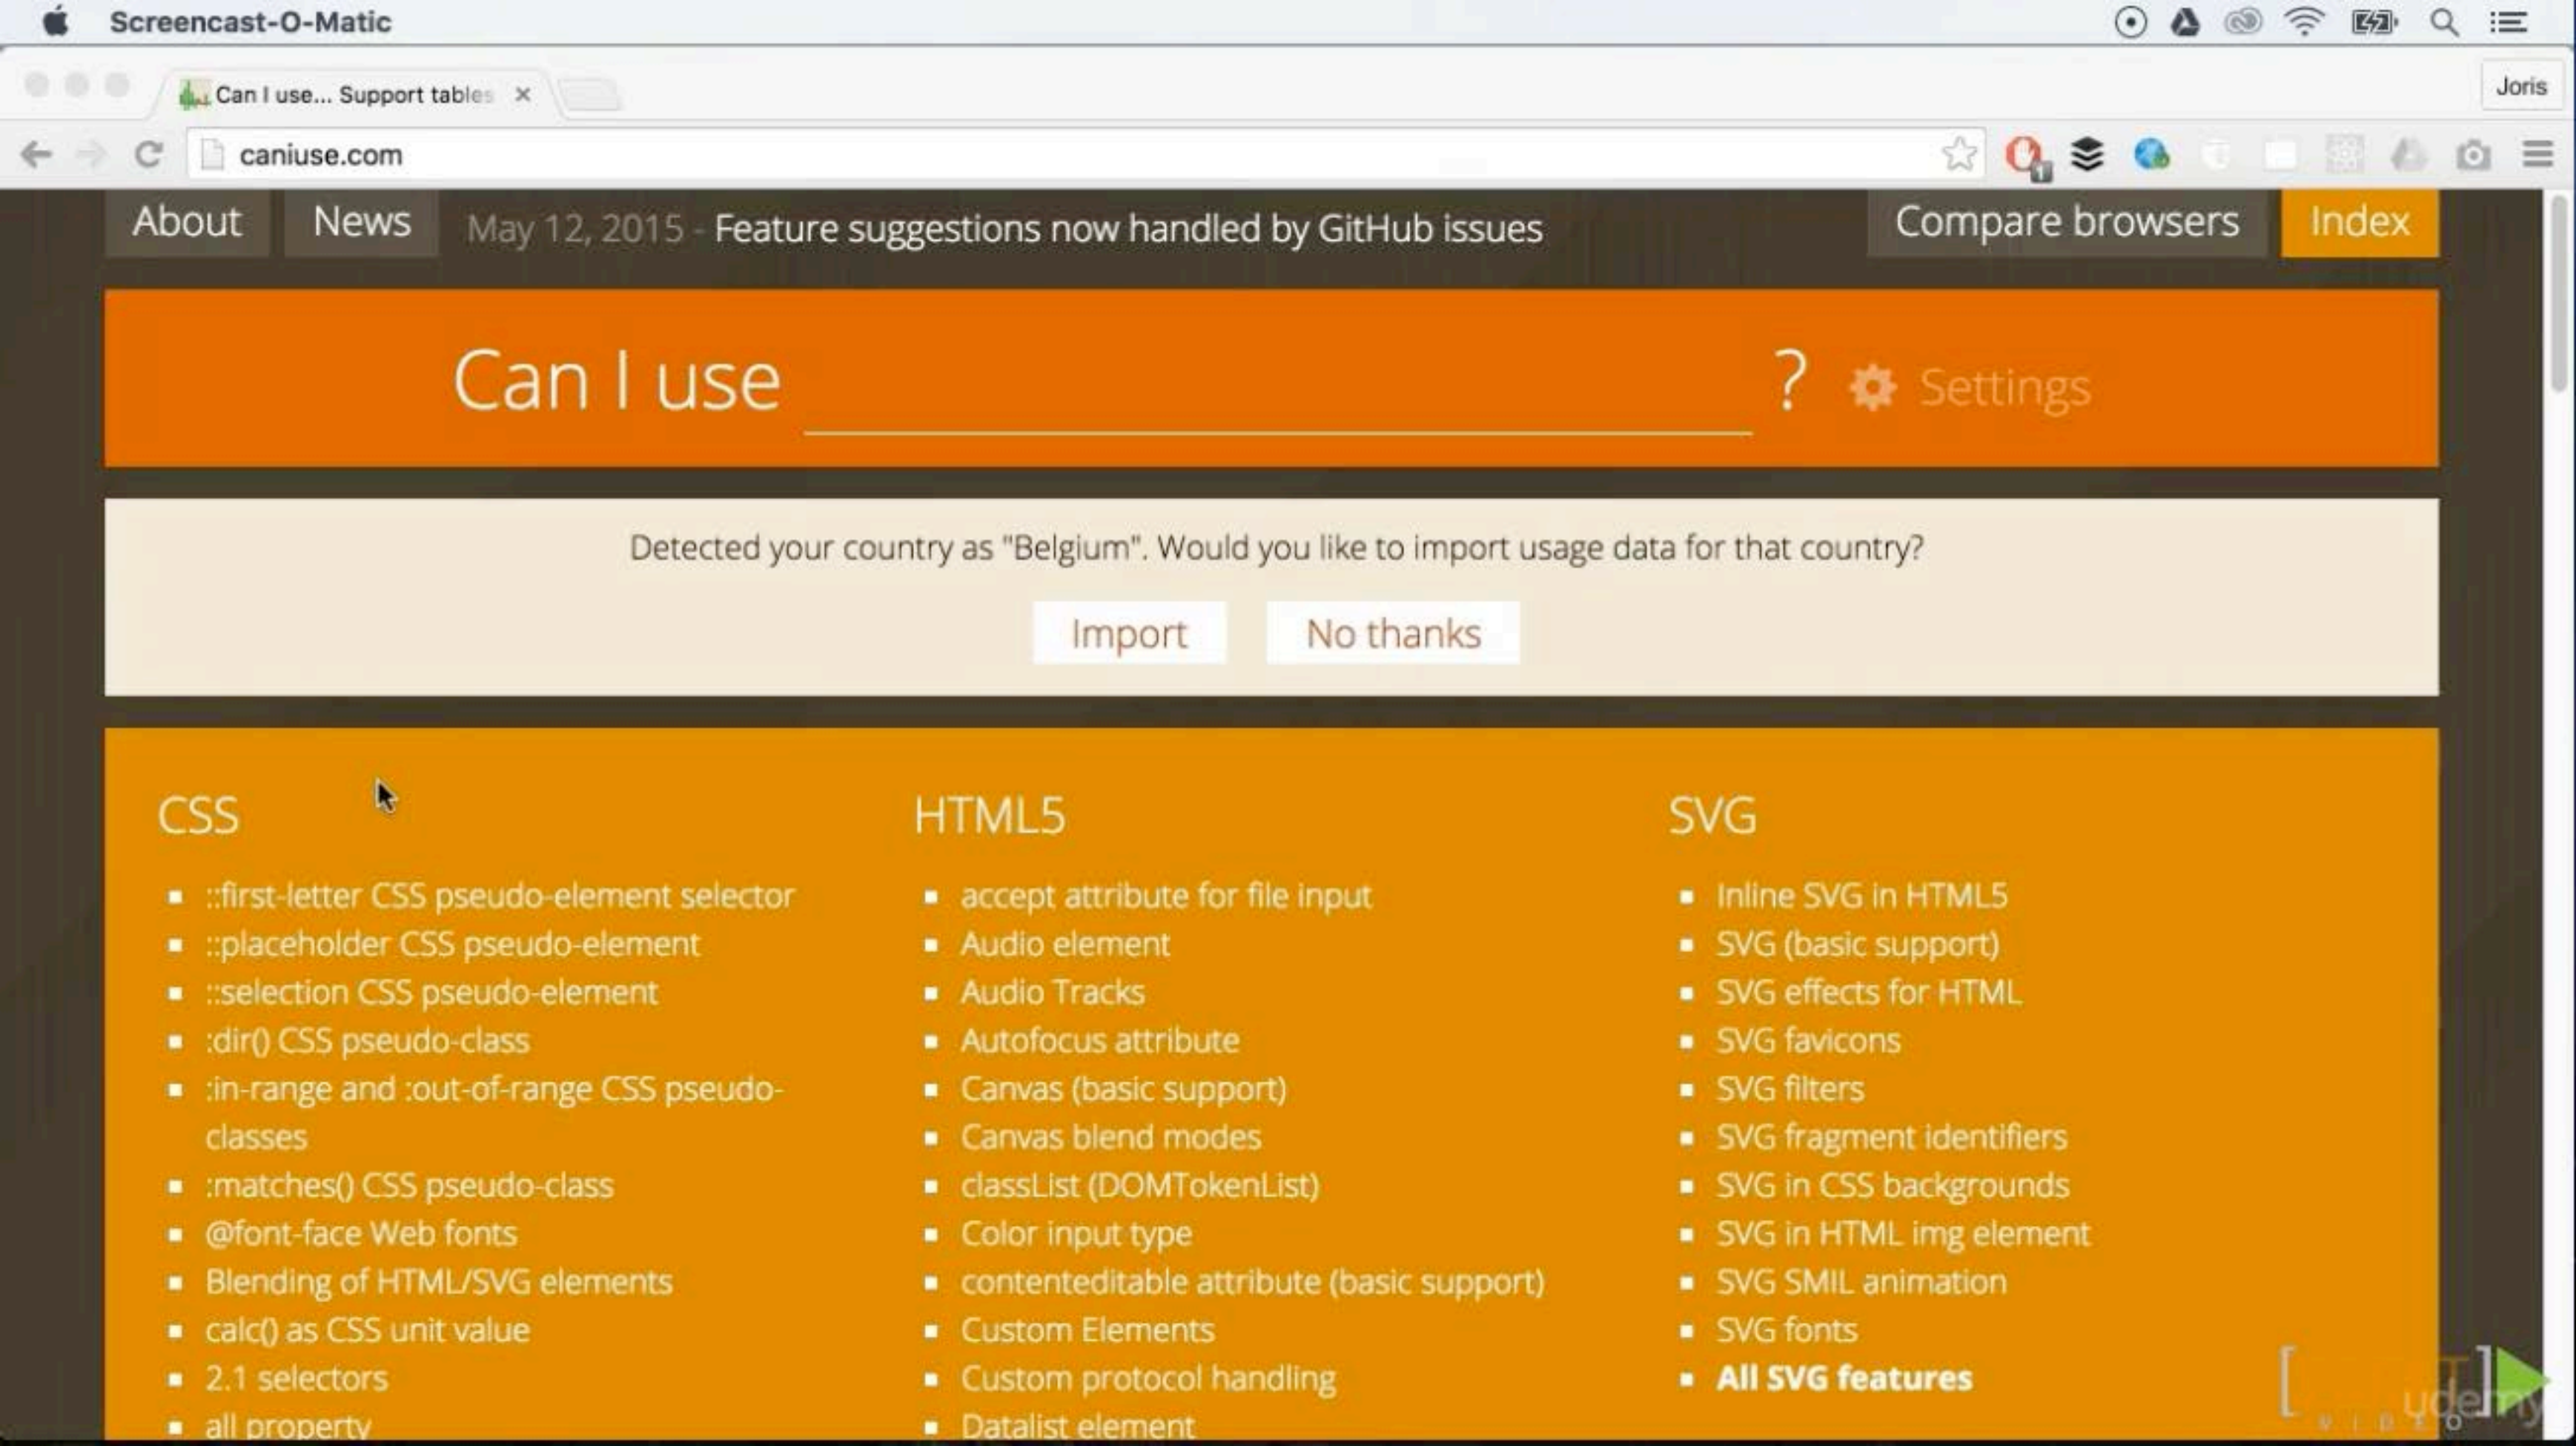 Screencast-O-Matic
Can I use... Support tables
Joris
caniuse.com
1
About
News
May 12, 2015 - Feature suggestions now handled by GitHub issues
Compare browsers
Index
Can I use
?
Settings
Detected your country as "Belgium". Would you like to import usage data for that country?
Import
No thanks
CSS
::first-letter CSS pseudo-element selector
::placeholder CSS pseudo-element
::selection CSS pseudo-element
:dir() CSS pseudo-class
:in-range and :out-of-range CSS pseudo-
classes
:matches() CSS pseudo-class
@font-face Web fonts
Blending of HTML/SVG elements
calc() as CSS unit value
2.1 selectors
all property
HTML5
accept attribute for file input
Audio element
Audio Tracks
Autofocus attribute
Canvas (basic support)
Canvas blend modes
classList (DOMTokenList)
Color input type
contenteditable attribute (basic support)
Custom Elements
Custom protocol handling
Datalist element
SVG
Inline SVG in HTML5
SVG (basic support)
SVG effects for HTML
SVG favicons
SVG filters
SVG fragment identifiers
SVG in CSS backgrounds
SVG in HTML img element
SVG SMIL animation
SVG fonts
All SVG features
udemy
VIDEO